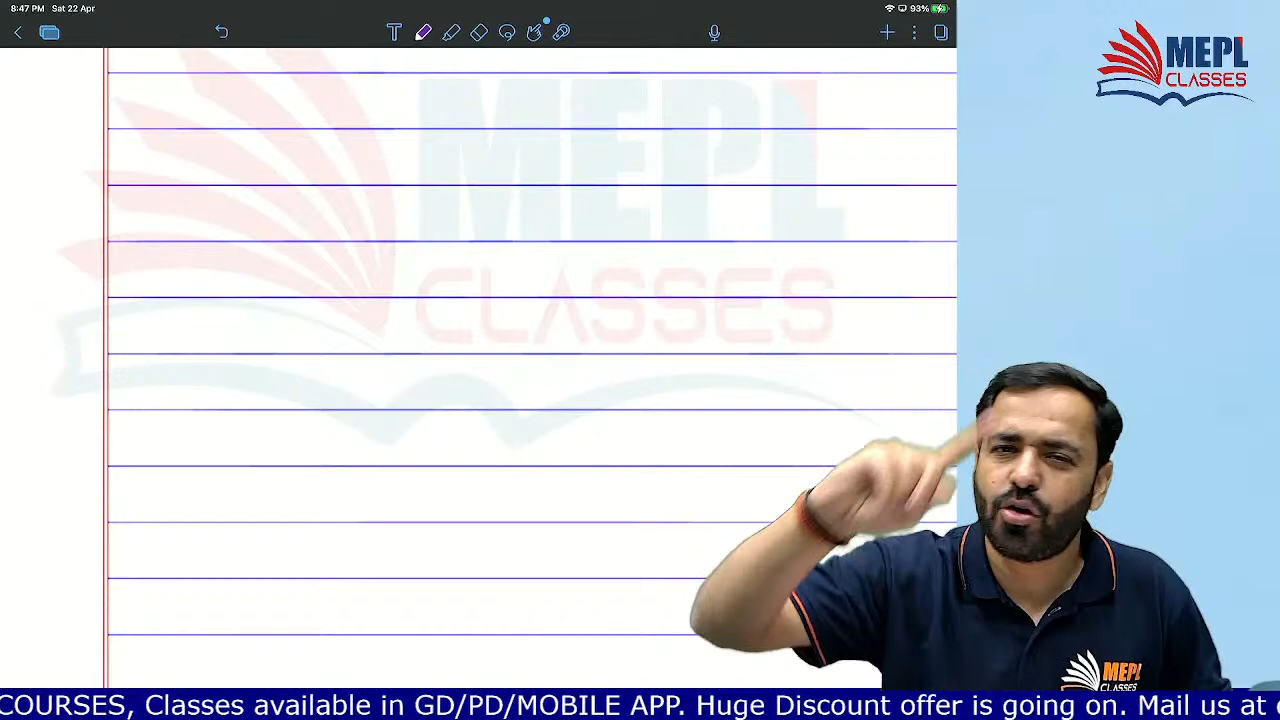 8:47 PM Sat 22 Apr
93%
MEPL
CLASSES
MEPL
CLASSES
MEPL
CLASSES
COURSES, Classes available in GD/PD/MOBILE APP. Huge Discount offer is going on. Mail us at